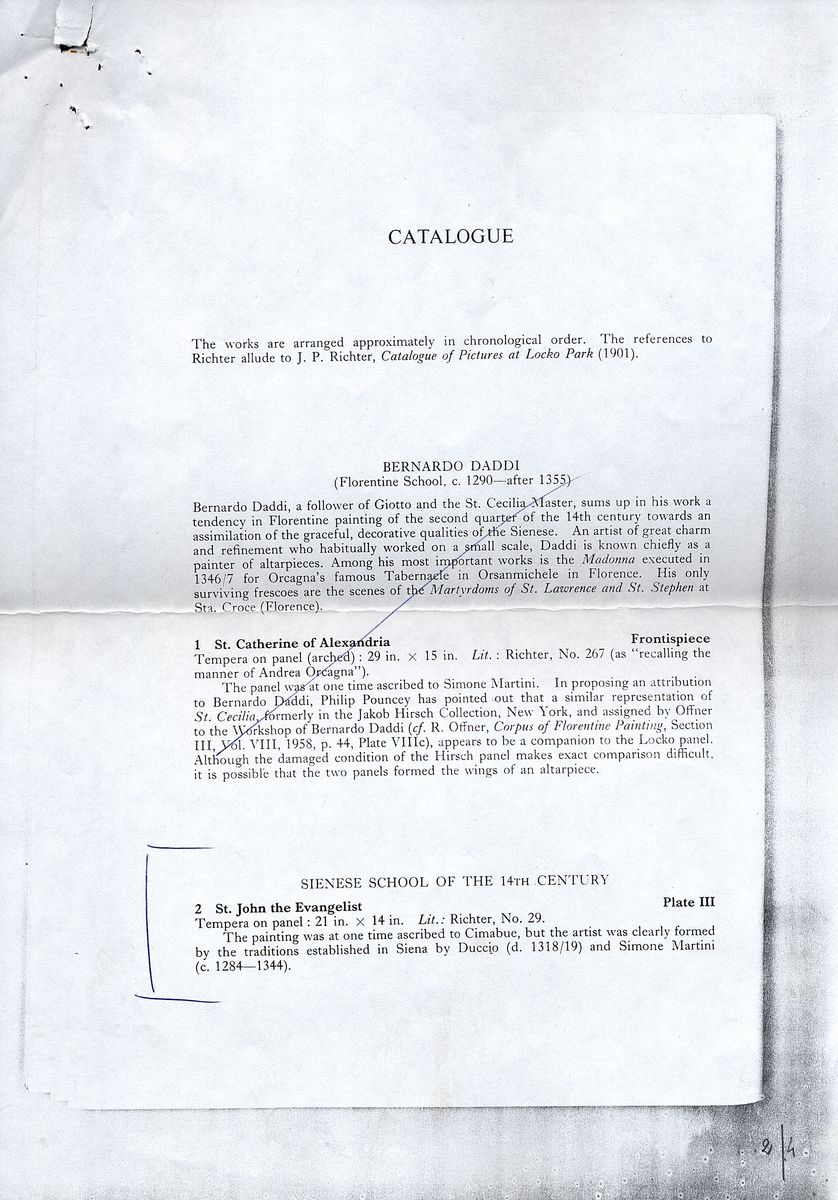 CATALOGUE
The works are arranged approximately in chronological order. The references to
Richter allude to J. P. Richter, Catalogue of Pictures at Locko Park (1901).
BERNARDO DADDI
(Florentine School, c. 1290—after 1355)
Bernardo Daddi, a follower of Giotto and the St. Cecilia Master, sums up in his work a
tendency in Florentine painting of the second quarter of the 14th century towards an
assimilation of the graceful, decorative qualities of the Sienese. An artist of great charm
and refinement who habitually worked on a small scale, Daddi is known chiefly as a
painter of altarpieces. Among his most important works is the Madonna executed in
1346/7 for Orcagna's famous Tabernacle in Orsanmichele in Florence. His only
surviving frescoes are the scenes of the Martyrdoms of St. Lawrence and St. Stephen at
Sta. Croce (Florence).
1 St. Catherine of Alexandria Frontispiece
Tempera on panel (arched) : 29 in. × 15 in. Lit. : Richter, No. 267 (as "recalling the
manner of Andrea Orcagna").
The panel was at one time ascribed to Simone Martini. In proposing an attribution
to Bernardo Daddi, Philip Pouncey has pointed out that a similar representation of
St. Cecilia, formerly in the Jakob Hirsch Collection, New York, and assigned by Offner
to the Workshop of Bernardo Daddi (cf. R. Offner, Corpus of Florentine Painting, Section
III, Vol. VIII, 1958, p. 44, Plate VIIIc), appears to be a companion to the Locko panel.
Although the damaged condition of the Hirsch panel makes exact comparison difficult,
it is possible that the two panels formed the wings of an altarpiece.
SIENESE SCHOOL OF THE 14TH CENTURY
2 St. John the Evangelist Plate III
Tempera on panel : 21 in. × 14 in. Lit.: Richter, No. 29.
The painting was at one time ascribed to Cimabue, but the artist was clearly formed
by the traditions established in Siena by Duccio (d. 1318/19) and Simone Martini
(c. 1284—1344).
2/4